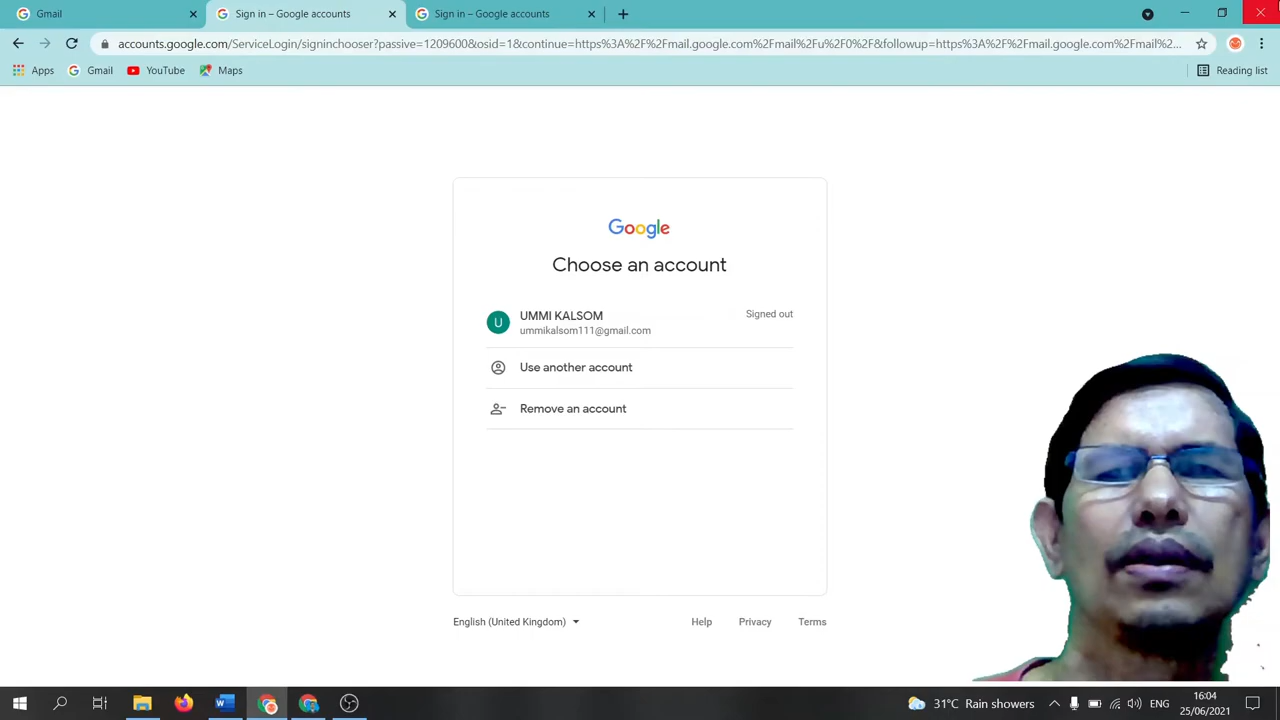 Gmail
Sign in – Google accounts
Sign in – Google accounts
accounts.google.com/ServiceLogin/signinchooser?passive=1209600&osid=1&continue=https%3A%2F%2Fmail.google.com%2Fmail%2Fu%2F0%2F&followup=https%3A%2F%2Fmail.google.com%2Fmail%2...
Apps
Gmail
YouTube
Maps
Reading list
Google
Choose an account
U
UMMI KALSOM
ummikalsom111@gmail.com
Signed out
Use another account
Remove an account
English (United Kingdom)
Help
Privacy
Terms
31°C Rain showers
ENG
16:04
25/06/2021